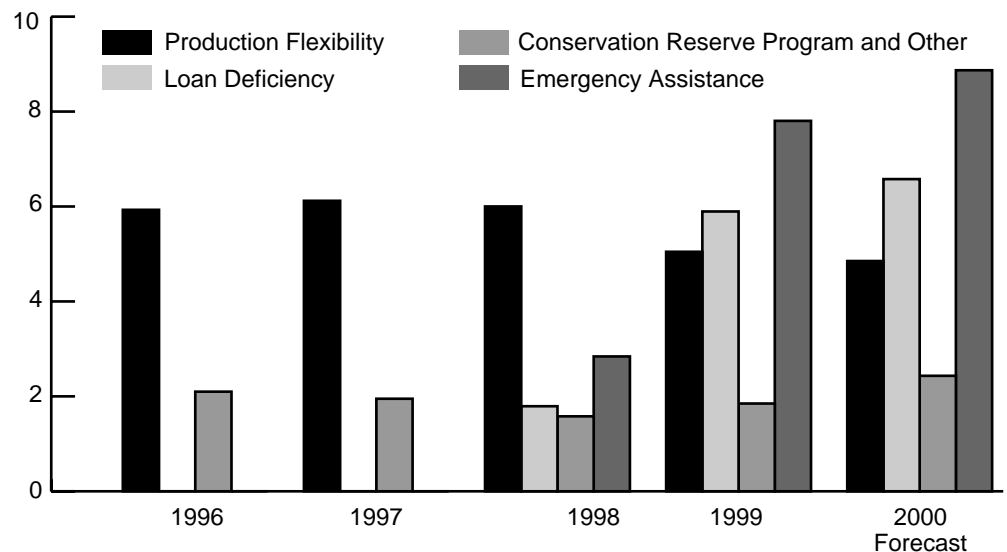 10
8
6
4
2
0
Production Flexibility
Loan Deficiency
Conservation Reserve Program and Other
Emergency Assistance
1996
1997
1998
1999
2000
Forecast